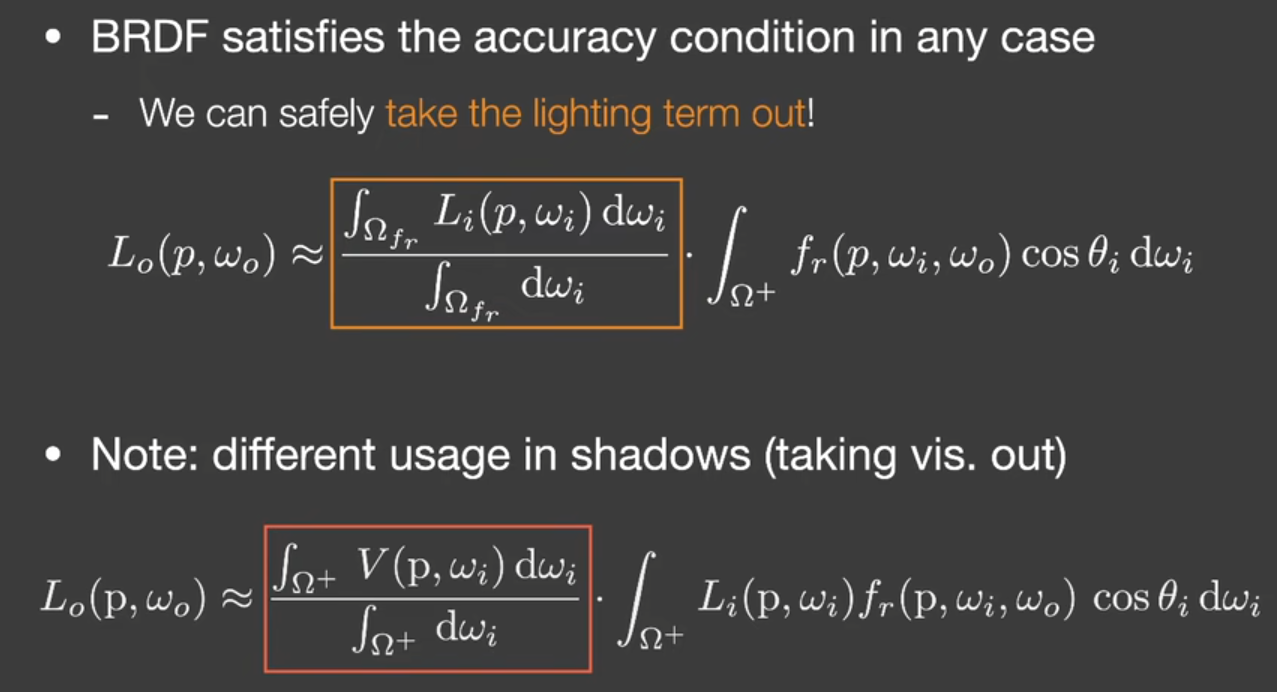 • BRDF satisfies the accuracy condition in any case
- We can safely take the lighting term out!
$L_o(p, \omega_o) \approx \frac{\int_{\Omega_{f_r}} L_i(p, \omega_i) \, \mathrm{d}\omega_i}{\int_{\Omega_{f_r}} \mathrm{d}\omega_i} \cdot \int_{\Omega^+} f_r(p, \omega_i, \omega_o) \cos\theta_i \, \mathrm{d}\omega_i$
• Note: different usage in shadows (taking vis. out)
$L_o(\mathrm{p}, \omega_o) \approx \frac{\int_{\Omega^+} V(\mathrm{p}, \omega_i) \, \mathrm{d}\omega_i}{\int_{\Omega^+} \mathrm{d}\omega_i} \cdot \int_{\Omega^+} L_i(\mathrm{p}, \omega_i) f_r(\mathrm{p}, \omega_i, \omega_o) \cos\theta_i \, \mathrm{d}\omega_i$